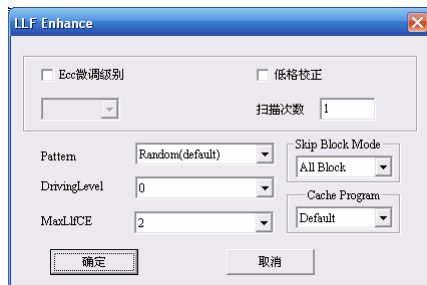 LLF Enhance
Ecc微调级别
低格校正
扫描次数 1
Pattern Random(default)
Skip Block Mode
All Block
DrivingLevel 0
Cache Program
MaxLlfCE 2
Default
确定 取消